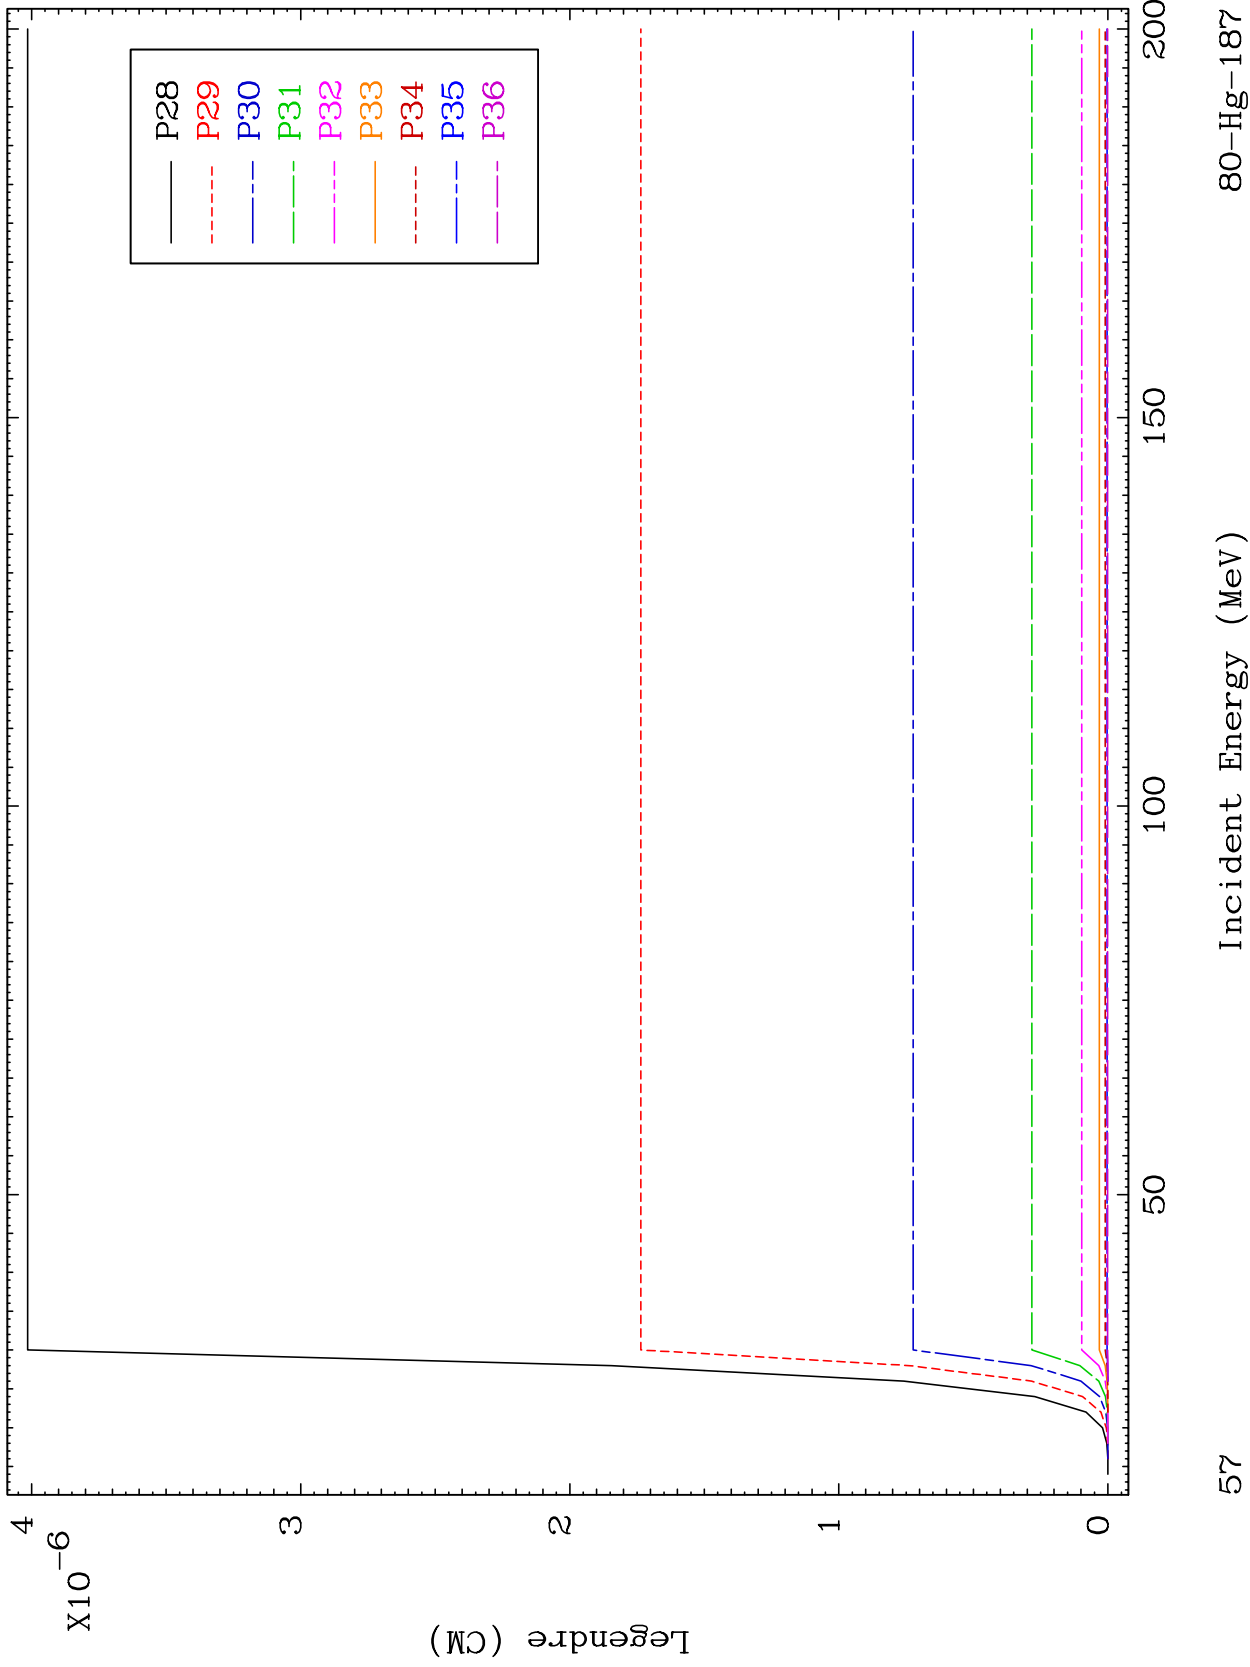 X10-6
4
3
2
1
0
Legendre (CM)
P28
P29
P30
P31
P32
P33
P34
P35
P36
50
100
150
200
Incident Energy (MeV)
57
80-Hg-187